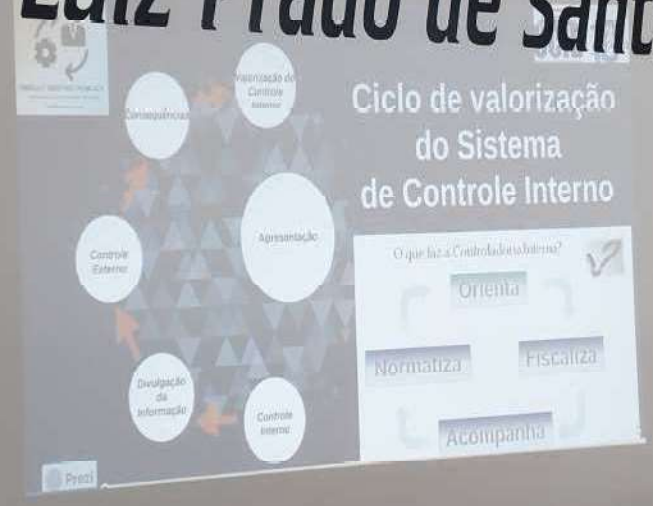 Luiz Prado de Sant
Valorização do
Controle
Interno
Consequências
Apresentação
Controle
Externo
Divulgação
da
Informação
Controle
Interno
Prezi
Ciclo de valorização
do Sistema
de Controle Interno
O que faz a Controladoria Interna?
Orienta
Normatiza
Fiscaliza
Acompanha